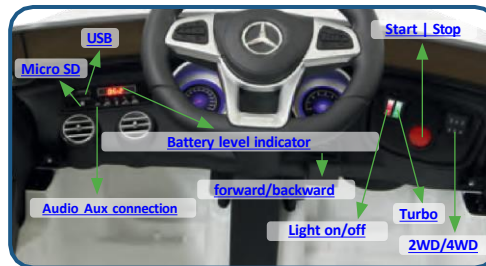 USB
Start | Stop
Micro SD
Battery level indicator
forward/backward
Audio Aux connection
Turbo
Light on/off
2WD/4WD